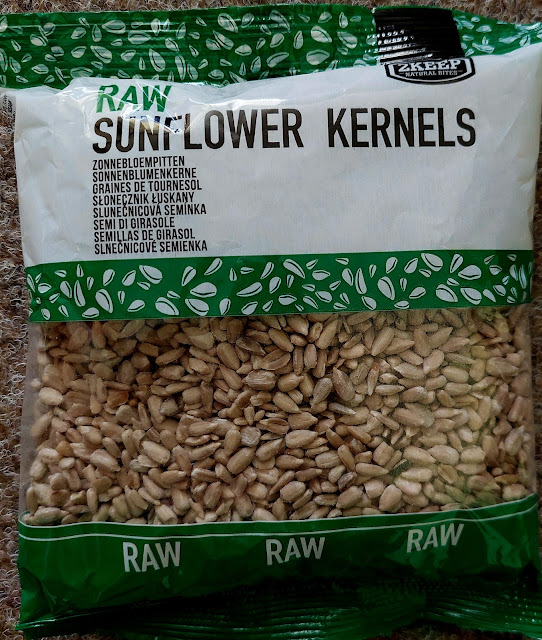 2KEEP
NATURAL BITES
RAW
SUNFLOWER KERNELS
ZONNEBLOEMPITTEN
SONNENBLUMENKERNE
GRAINES DE TOURNESOL
SŁONECZNIK ŁUSKANY
SLUNEČNICOVÁ SEMÍNKA
SEMI DI GIRASOLE
SEMILLAS DE GIRASOL
SLNEČNICOVÉ SEMIENKA
RAW RAW RAW